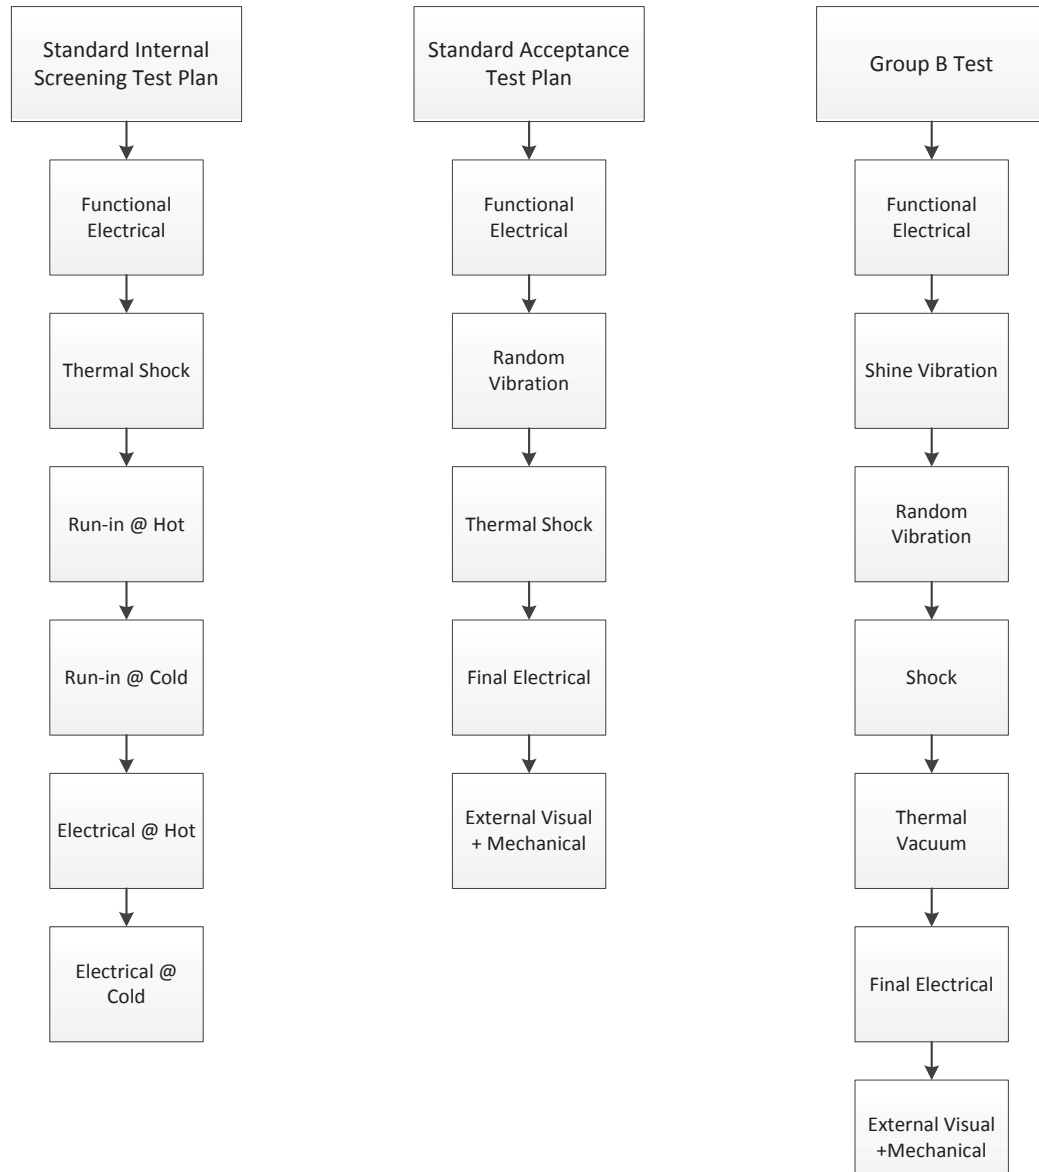 Standard Internal
Screening Test Plan
Functional
Electrical
Thermal Shock
Run-in @ Hot
Run-in @ Cold
Electrical @ Hot
Electrical @
Cold
Standard Acceptance
Test Plan
Functional
Electrical
Random
Vibration
Thermal Shock
Final Electrical
External Visual
+ Mechanical
Group B Test
Functional
Electrical
Shine Vibration
Random
Vibration
Shock
Thermal
Vacuum
Final Electrical
External Visual
+Mechanical